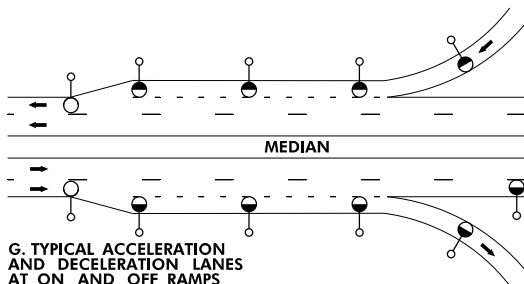 MEDIAN
G. TYPICAL ACCELERATION
AND DECELERATION LANES
AT ON AND OFF RAMPS